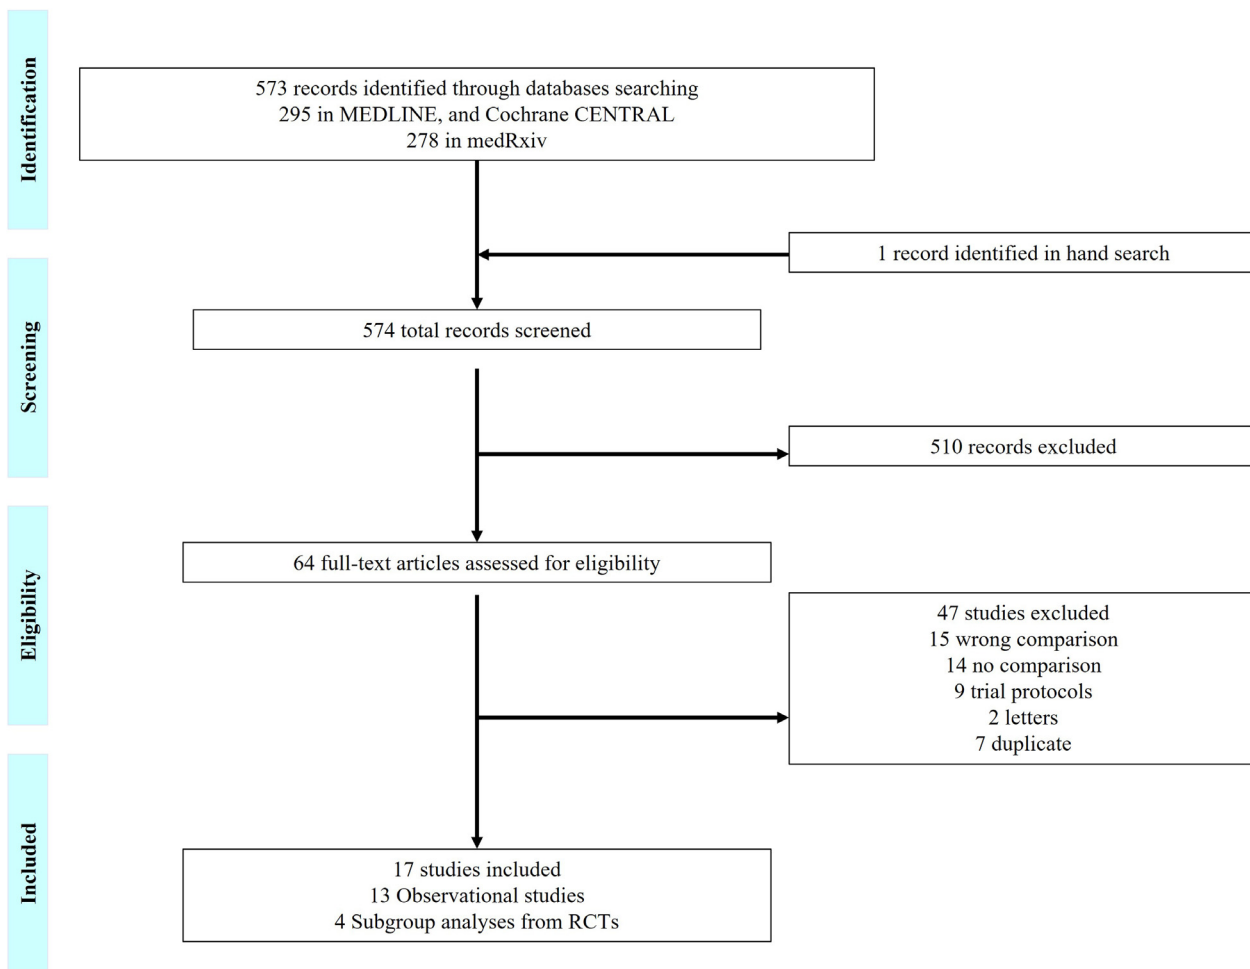 Identification
573 records identified through databases searching
295 in MEDLINE, and Cochrane CENTRAL
278 in medRxiv
1 record identified in hand search
Screening
574 total records screened
510 records excluded
Eligibility
64 full-text articles assessed for eligibility
47 studies excluded
15 wrong comparison
14 no comparison
9 trial protocols
2 letters
7 duplicate
Included
17 studies included
13 Observational studies
4 Subgroup analyses from RCTs